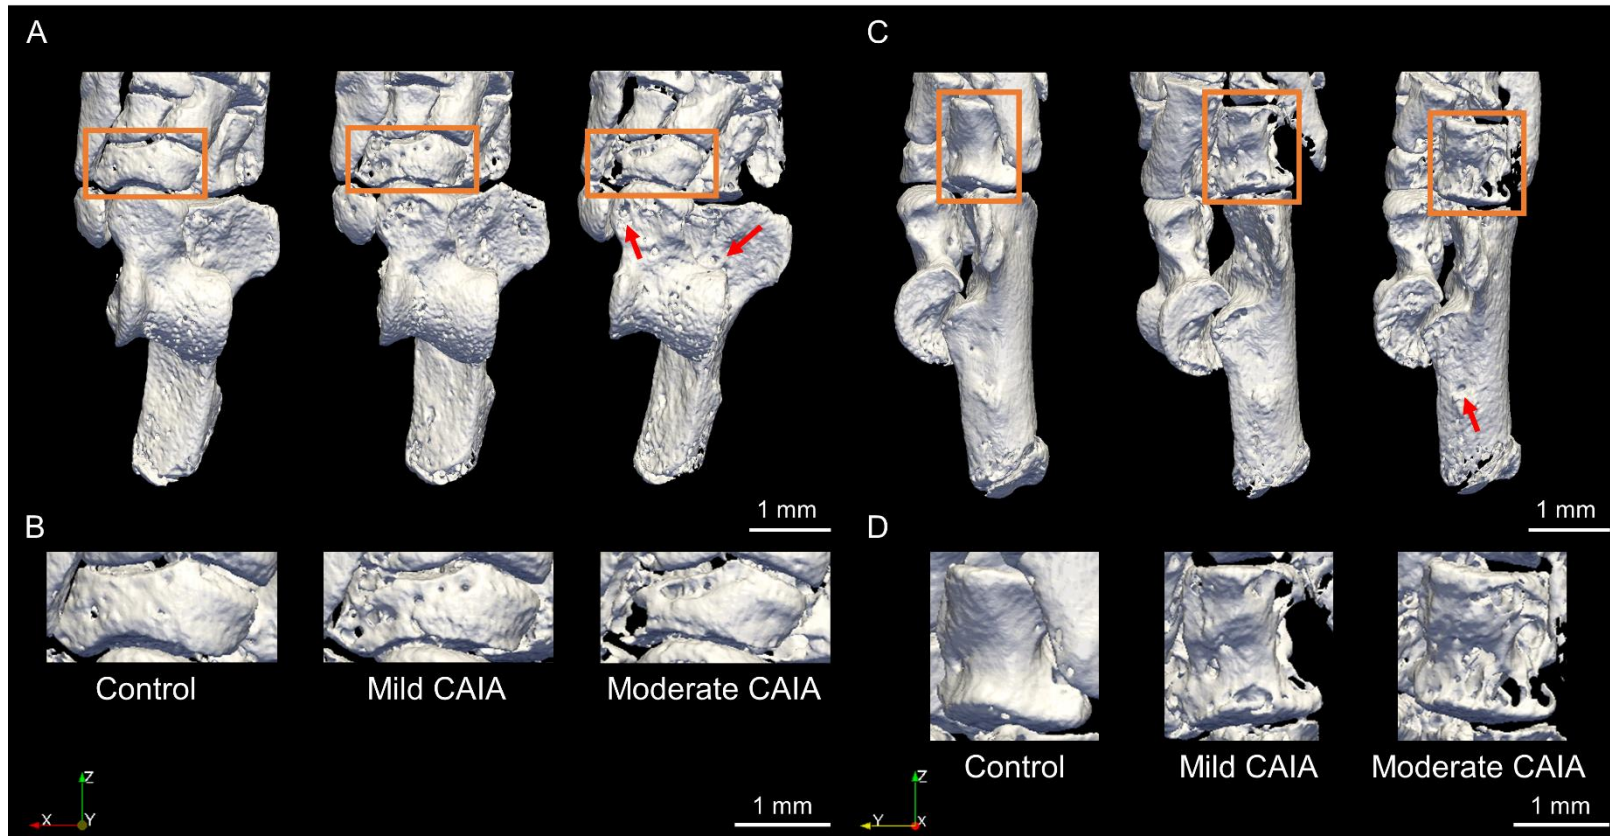 A
C
1 mm
1 mm
B
D
Control
Mild CAIA
Moderate CAIA
Control
Mild CAIA
Moderate CAIA
Z
X
Y
1 mm
Z
Y
X
1 mm